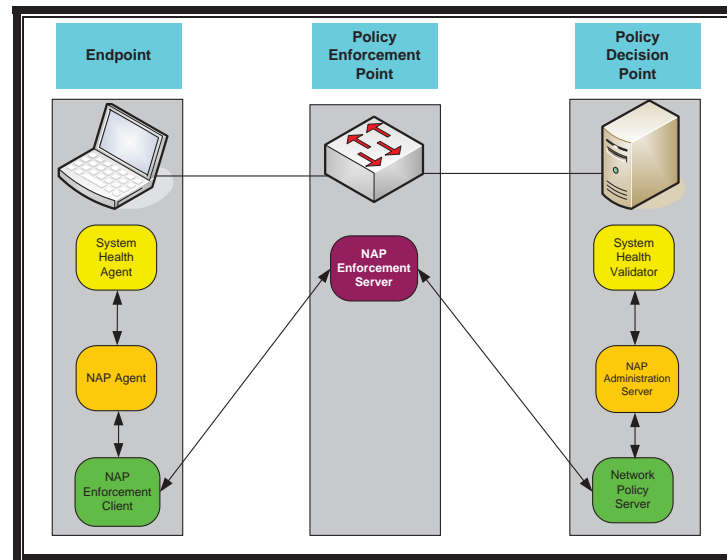 Endpoint
Policy
Enforcement
Point
Policy
Decision
Point
System
Health
Agent
NAP
Enforcement
Server
System
Health
Validator
NAP Agent
NAP
Administration
Server
NAP
Enforcement
Client
Network
Policy
Server